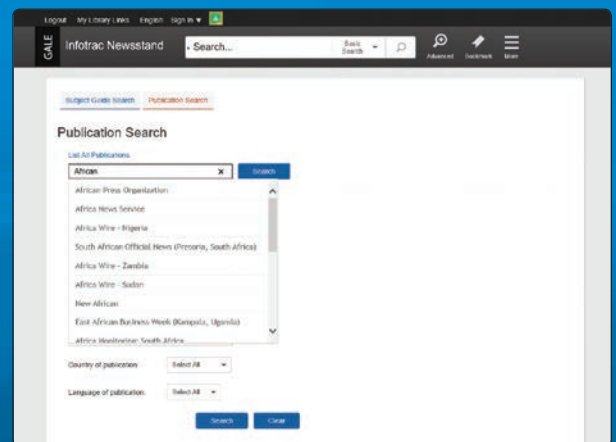 Logout My Library Links English Sign in
GALE
Infotrac Newsstand
Search...
Basic Search
Advanced Bookmark More
Subject Guide Search Publication Search
Publication Search
List All Publications
African
Search
African Press Organization
Africa News Service
Africa Wire - Nigeria
South African Official News (Pretoria, South Africa)
Africa Wire - Zambia
Africa Wire - Sudan
New African
East African Business Week (Kampala, Uganda)
Africa Monitoring: South Africa
Country of publication Select All
Language of publication: Select All
Search Clear